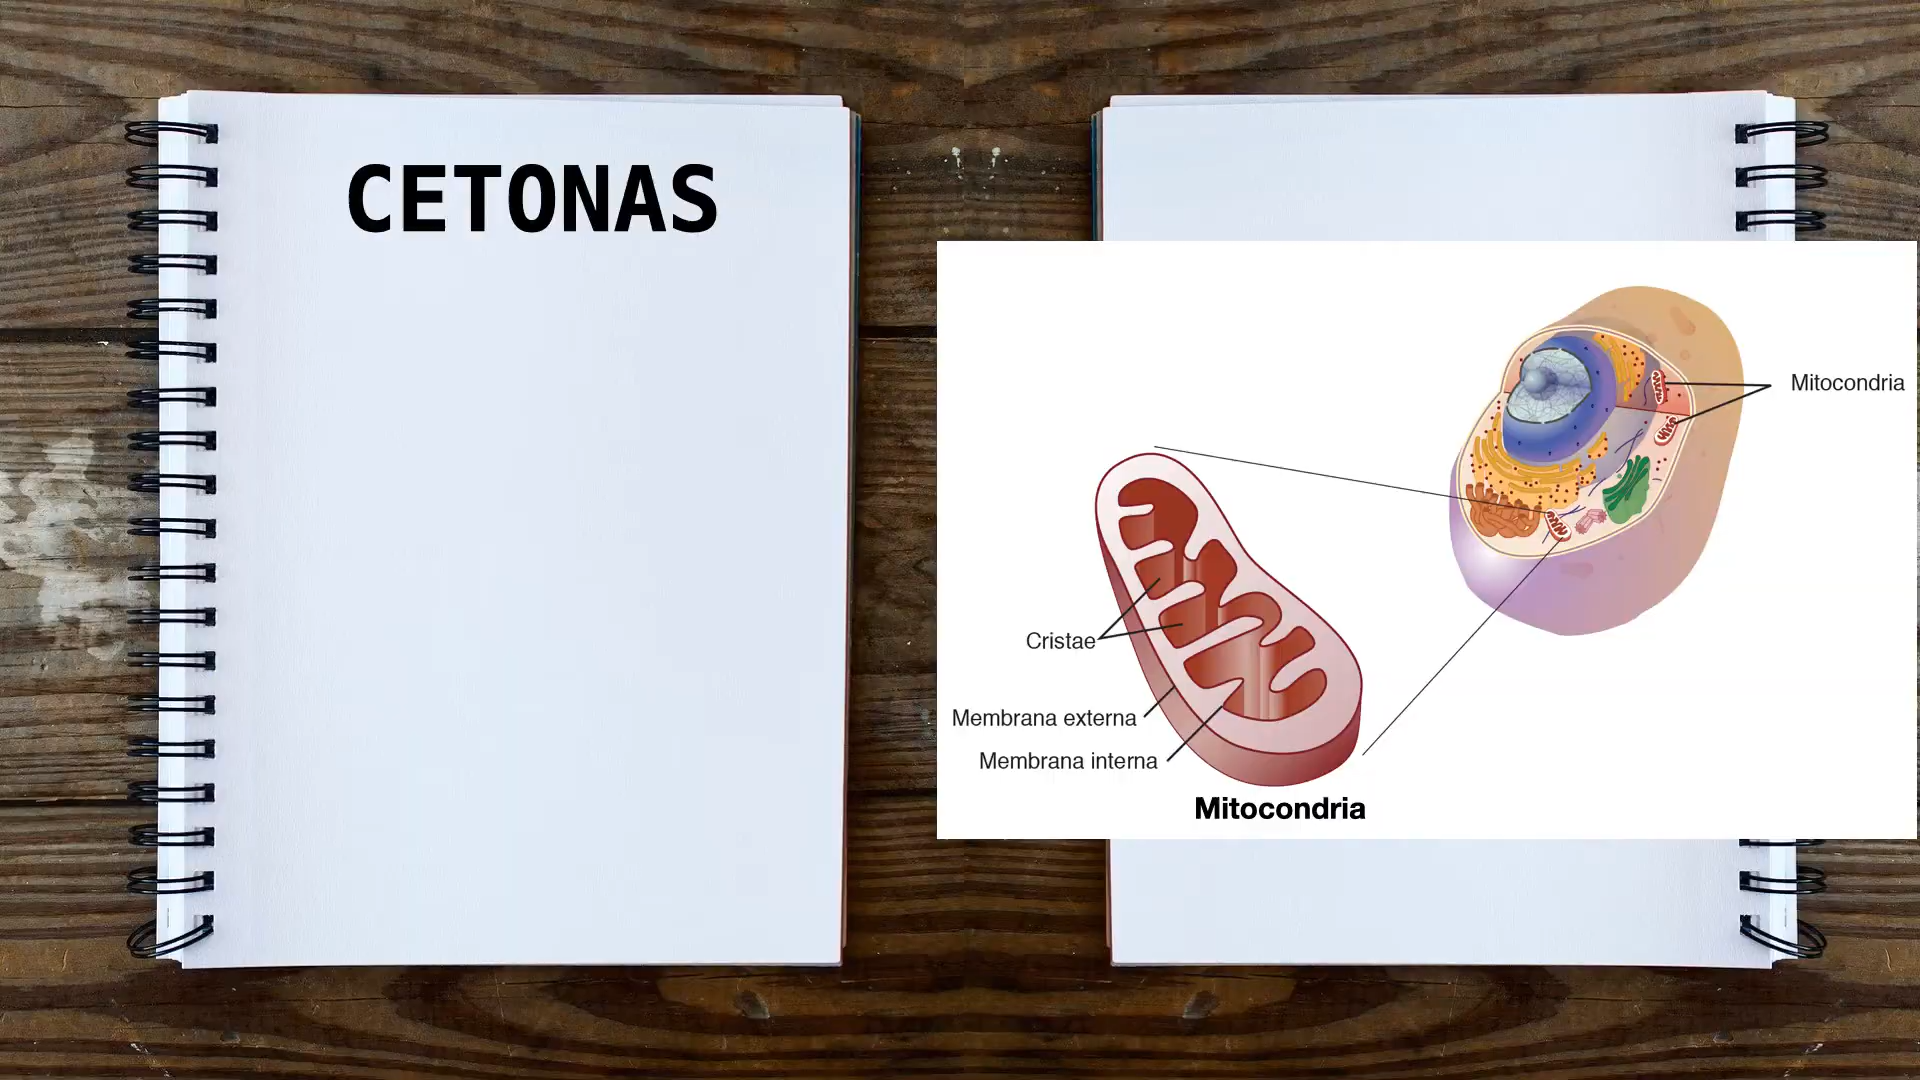 CETONAS
Mitocondria
Cristae
Membrana externa
Membrana interna
Mitocondria